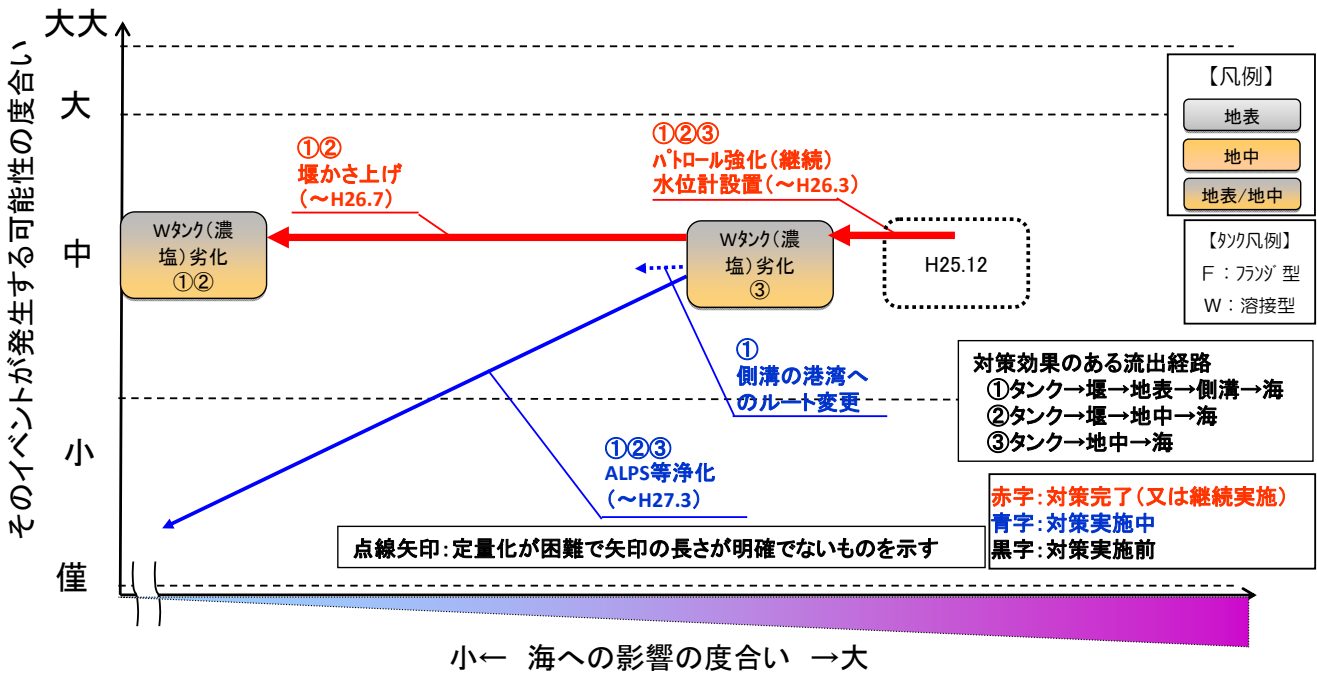 そのイベントが発生する可能性の度合い
大大
大
中
小
僅
①②
堰かさ上げ
(～H26.7)
①②③
ﾊﾟﾄﾛｰﾙ強化(継続)
水位計設置(～H26.3)
Wﾀﾝｸ(濃
塩)劣化
①②
Wﾀﾝｸ(濃
塩)劣化
③
H25.12
①
側溝の港湾へ
のルート変更
①②③
ALPS等浄化
(～H27.3)
【凡例】
地表
地中
地表/地中
【ﾀﾝｸ凡例】
F：ﾌﾗﾝｼﾞ型
W：溶接型
対策効果のある流出経路
①タンク→堰→地表→側溝→海
②タンク→堰→地中→海
③タンク→地中→海
赤字：対策完了(又は継続実施)
青字：対策実施中
黒字：対策実施前
点線矢印：定量化が困難で矢印の長さが明確でないものを示す
小← 海への影響の度合い →大